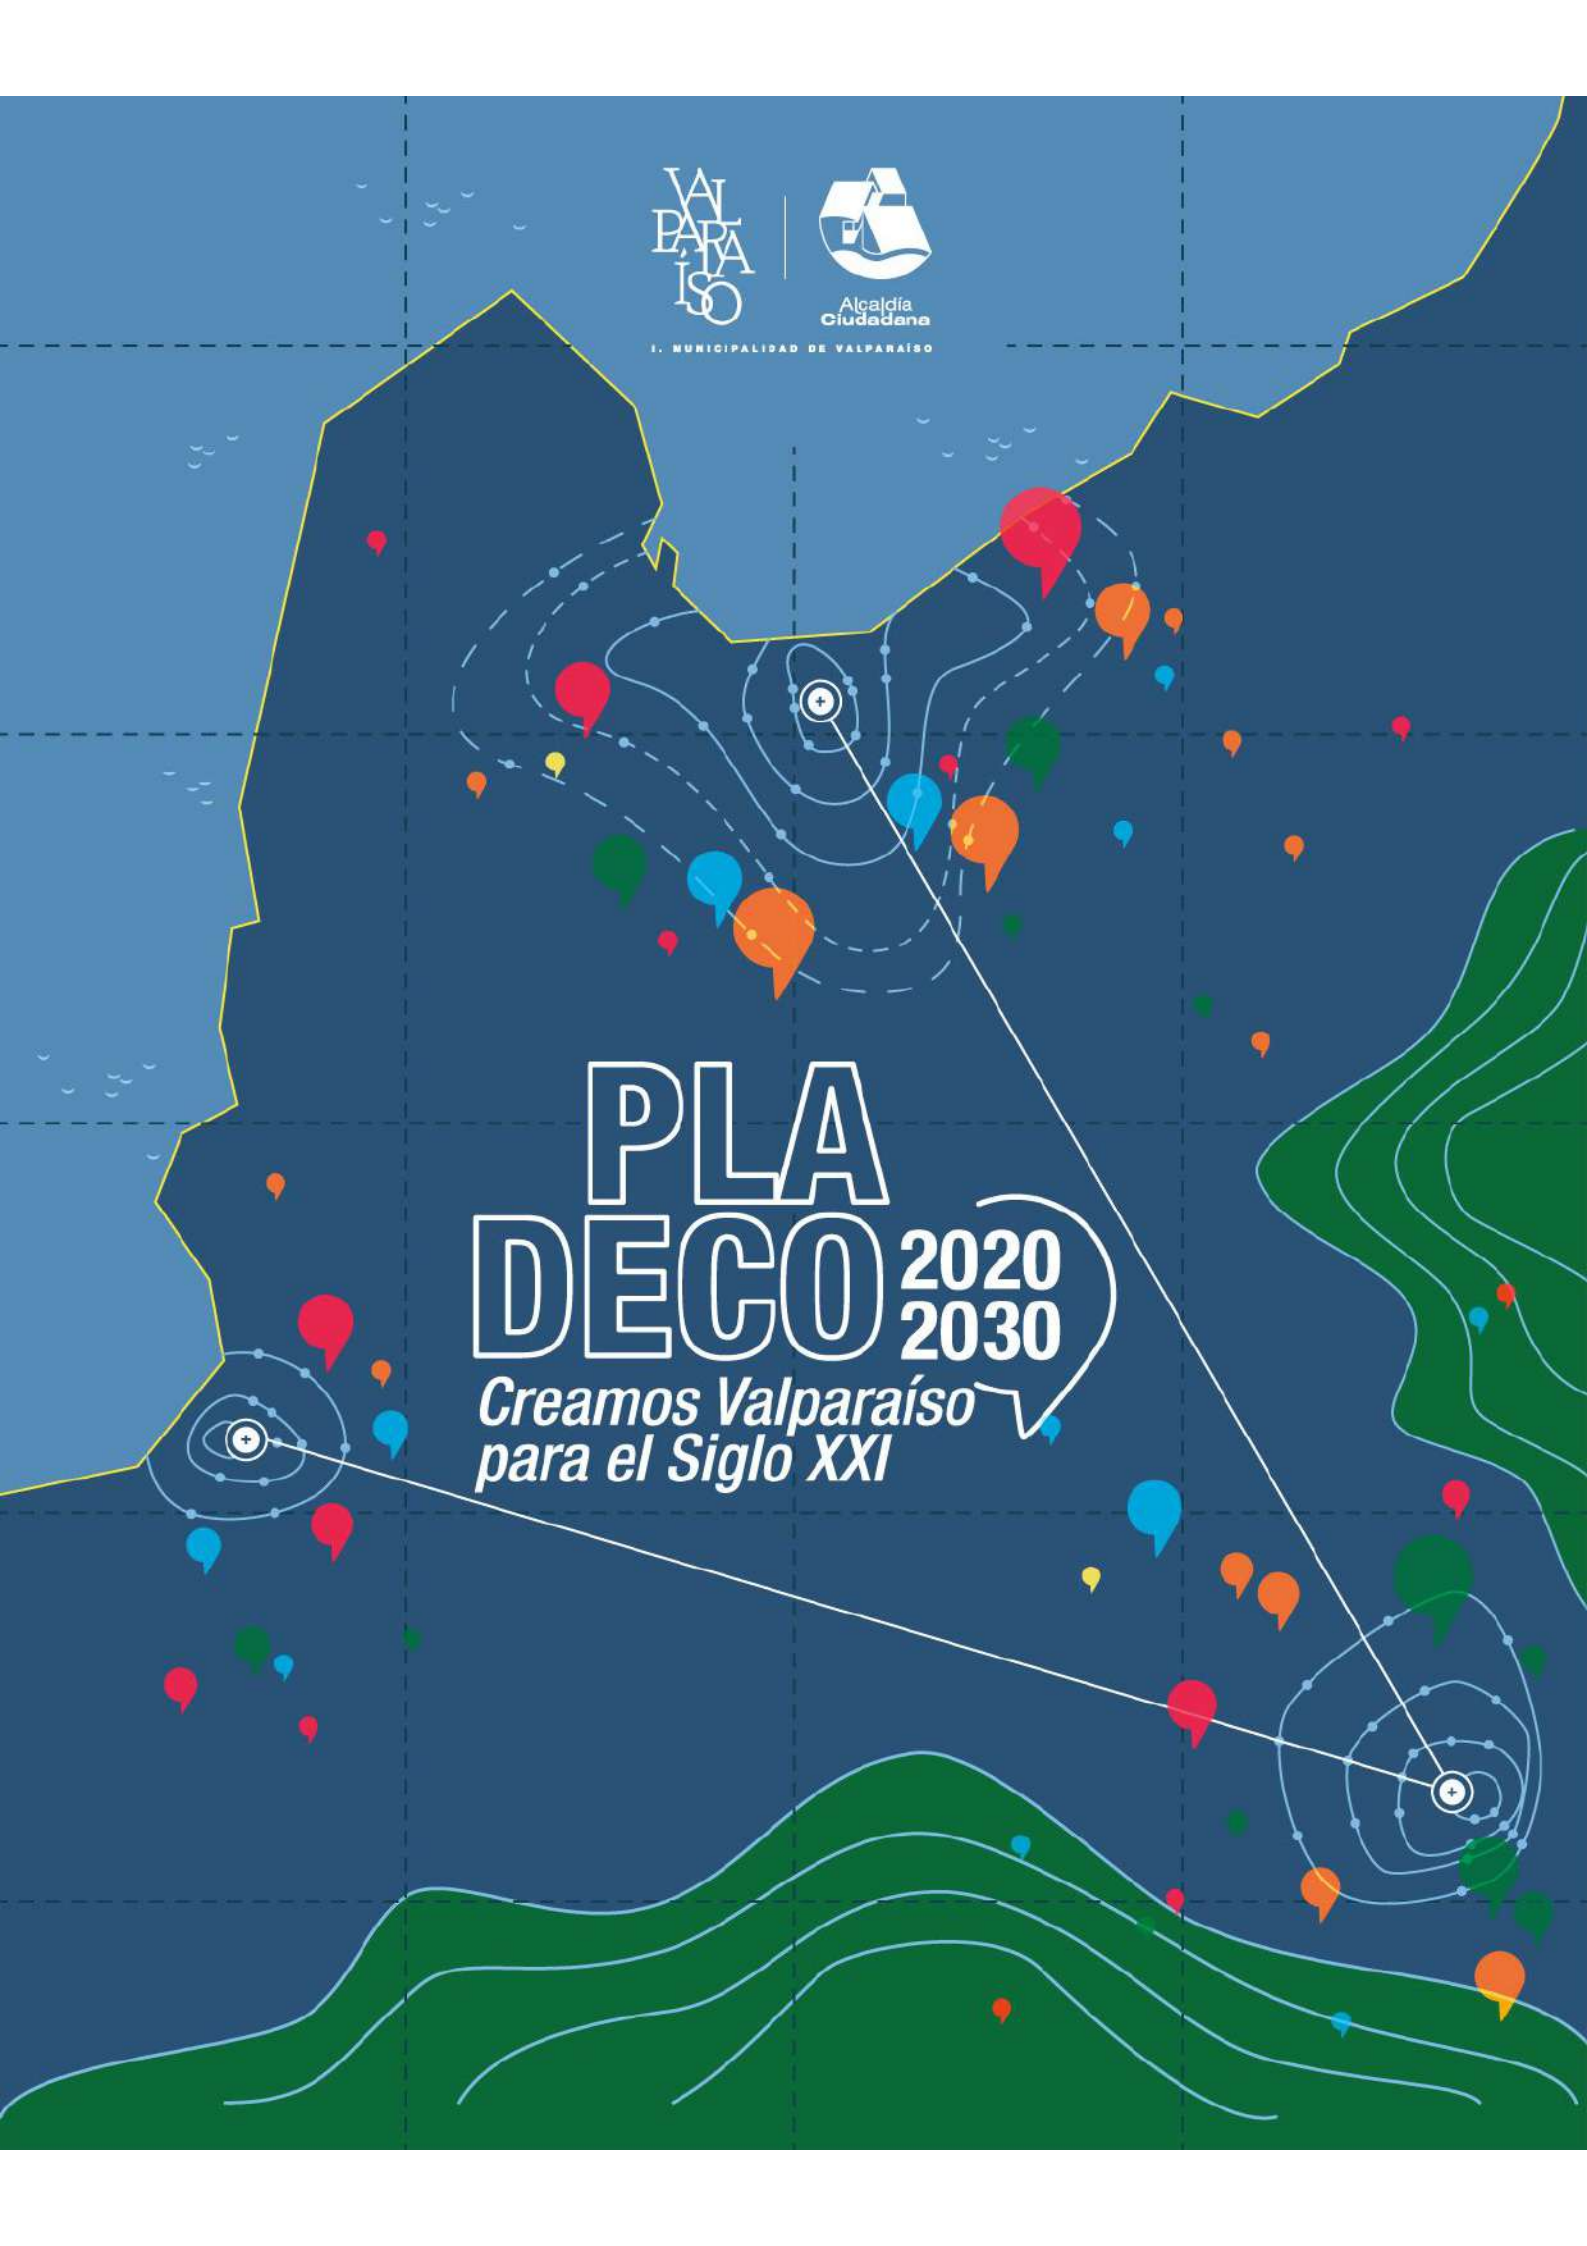 VAL
PARA
ÍSO
Alcaldía
Ciudadana
I. MUNICIPALIDAD DE VALPARAÍSO
PLA
DECO 2020
2030
Creamos Valparaíso
para el Siglo XXI